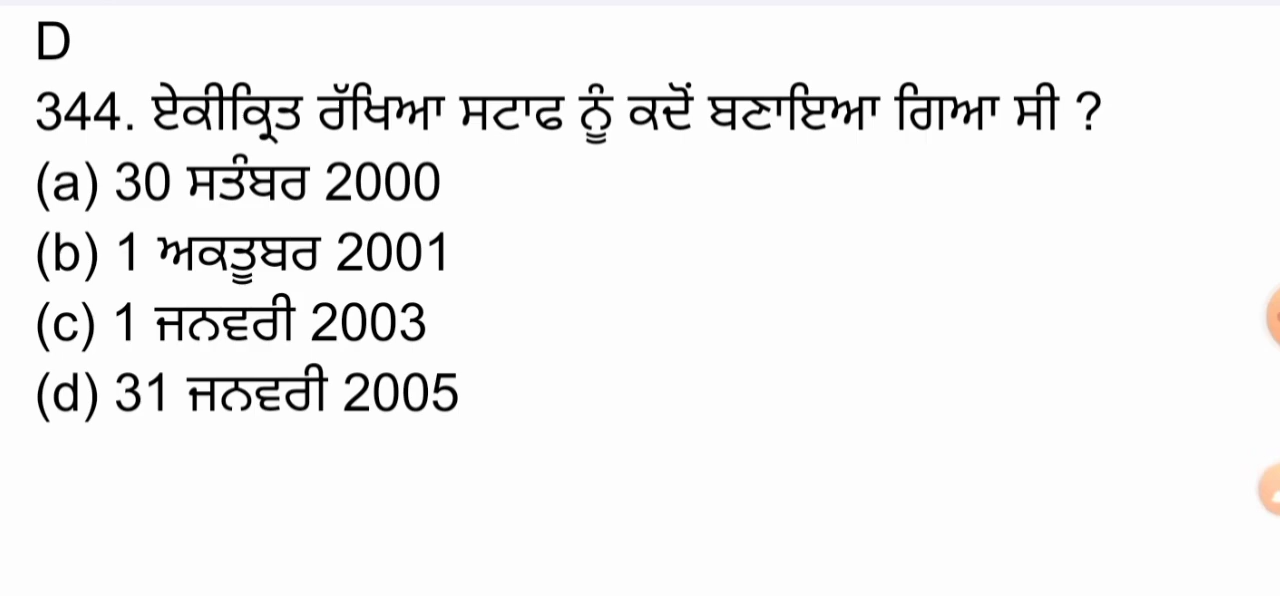 D
344. ਏਕੀਕ੍ਰਿਤ ਰੱਖਿਆ ਸਟਾਫ ਨੂੰ ਕਦੋਂ ਬਣਾਇਆ ਗਿਆ ਸੀ ?
(a) 30 ਸਤੰਬਰ 2000
(b) 1 ਅਕਤੂਬਰ 2001
(c) 1 ਜਨਵਰੀ 2003
(d) 31 ਜਨਵਰੀ 2005